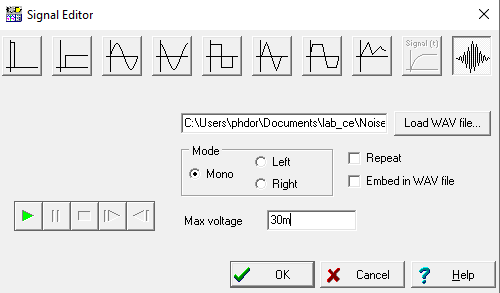 Signal Editor
Signal (t)
C:\Users\phdor\Documents\lab_ce\Noise
Load WAV file...
Mode
Left
Mono
Right
Repeat
Embed in WAV file
Max voltage
30m
OK
Cancel
Help